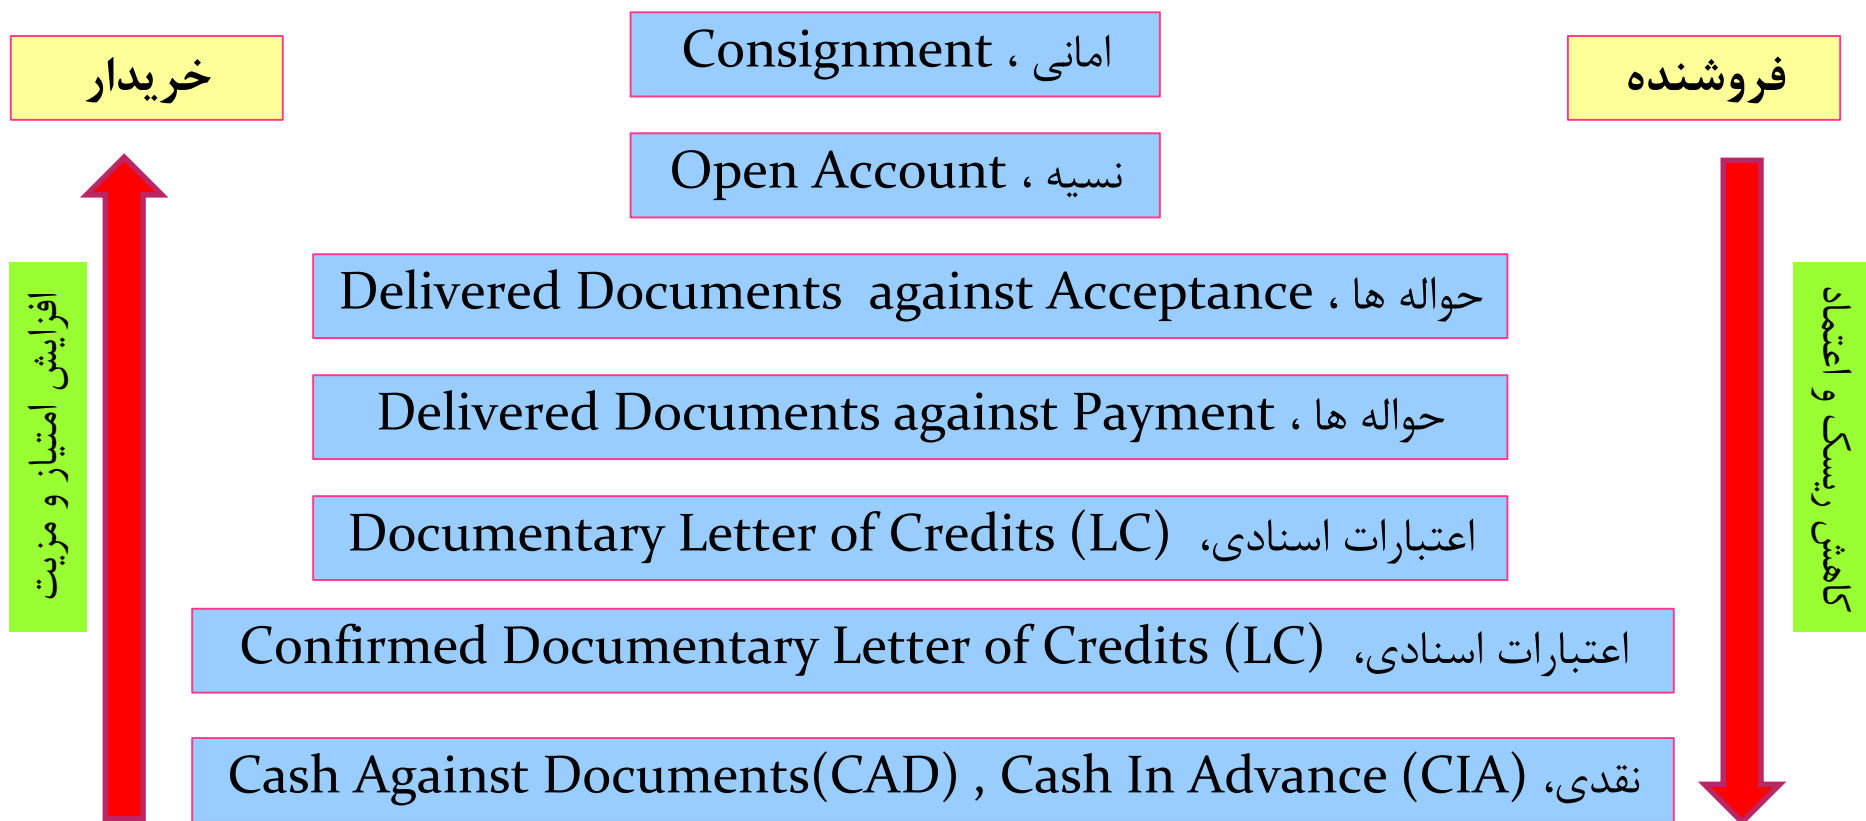 خریدار
فروشنده
امانی ، Consignment
نسیه ، Open Account
حواله ها ، Delivered Documents against Acceptance
حواله ها ، Delivered Documents against Payment
اعتبارات اسنادی، Documentary Letter of Credits (LC)
اعتبارات اسنادی، Confirmed Documentary Letter of Credits (LC)
نقدی، Cash Against Documents(CAD) , Cash In Advance (CIA)
افزایش امتیاز و مزیت
کاهش ریسک و اعتماد